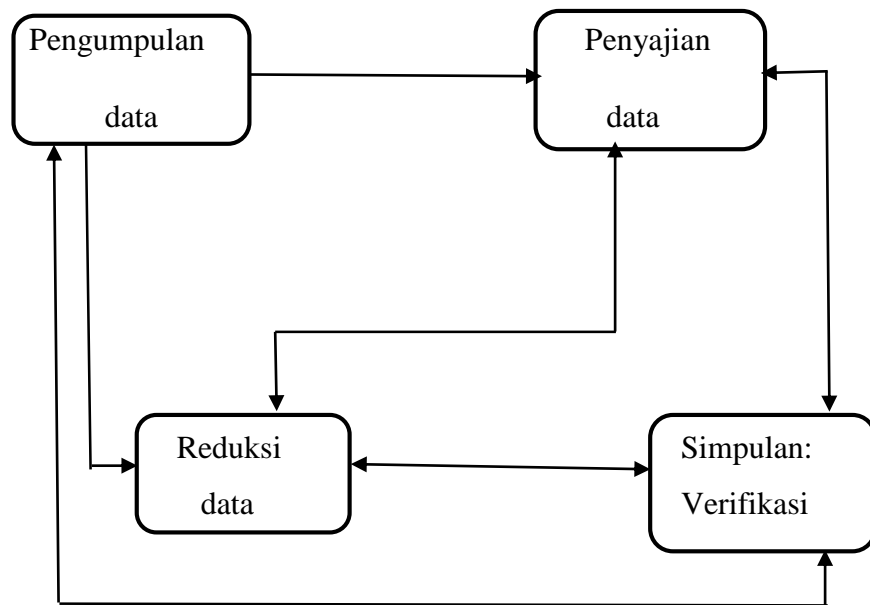 Pengumpulan
data
Penyajian
data
Reduksi
data
Simpulan:
Verifikasi